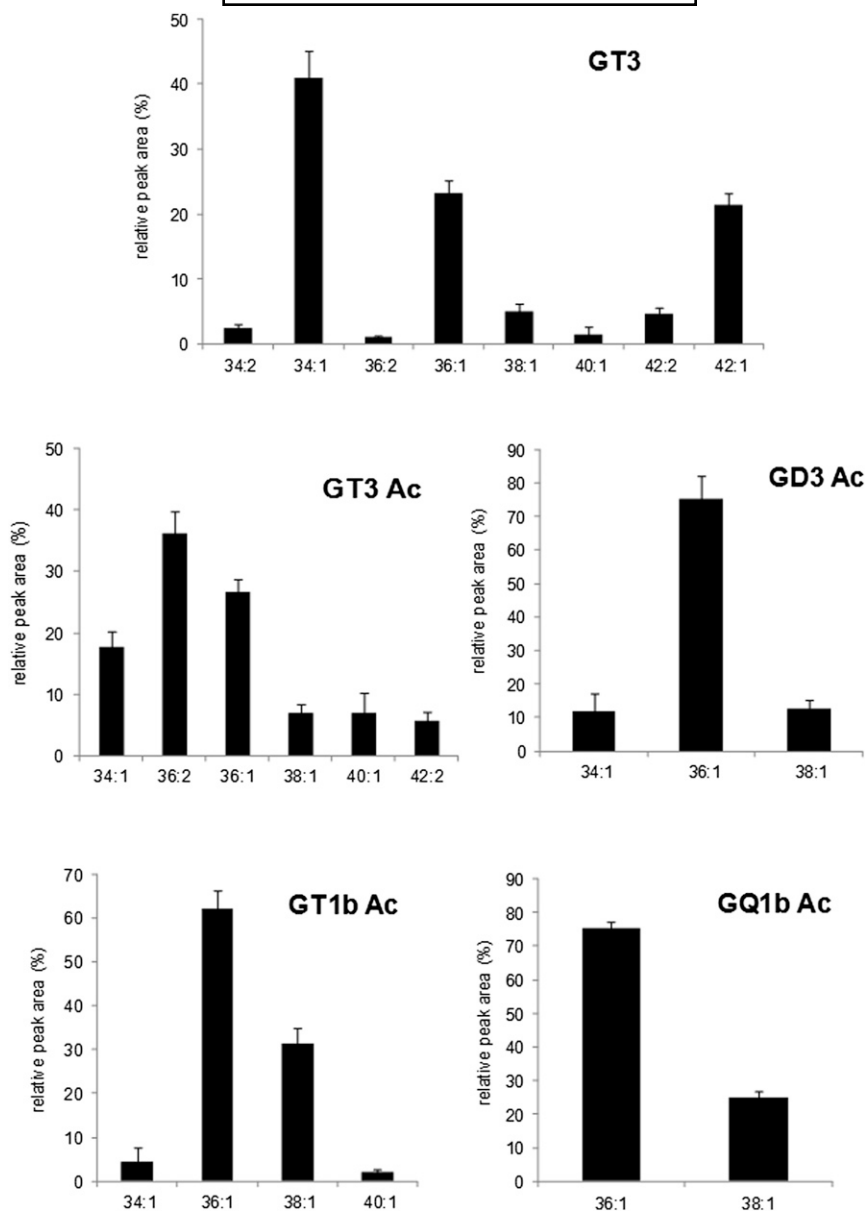 GT3
relative peak area (%)
50
40
30
20
10
0
34:2 34:1 36:2 36:1 38:1 40:1 42:2 42:1
GT3 Ac
relative peak area (%)
50
40
30
20
10
0
34:1 36:2 36:1 38:1 40:1 42:2
GD3 Ac
relative peak area (%)
90
80
70
60
50
40
30
20
10
0
34:1 36:1 38:1
GT1b Ac
relative peak area (%)
70
60
50
40
30
20
10
0
34:1 36:1 38:1 40:1
GQ1b Ac
relative peak area (%)
90
80
70
60
50
40
30
20
10
0
36:1 38:1